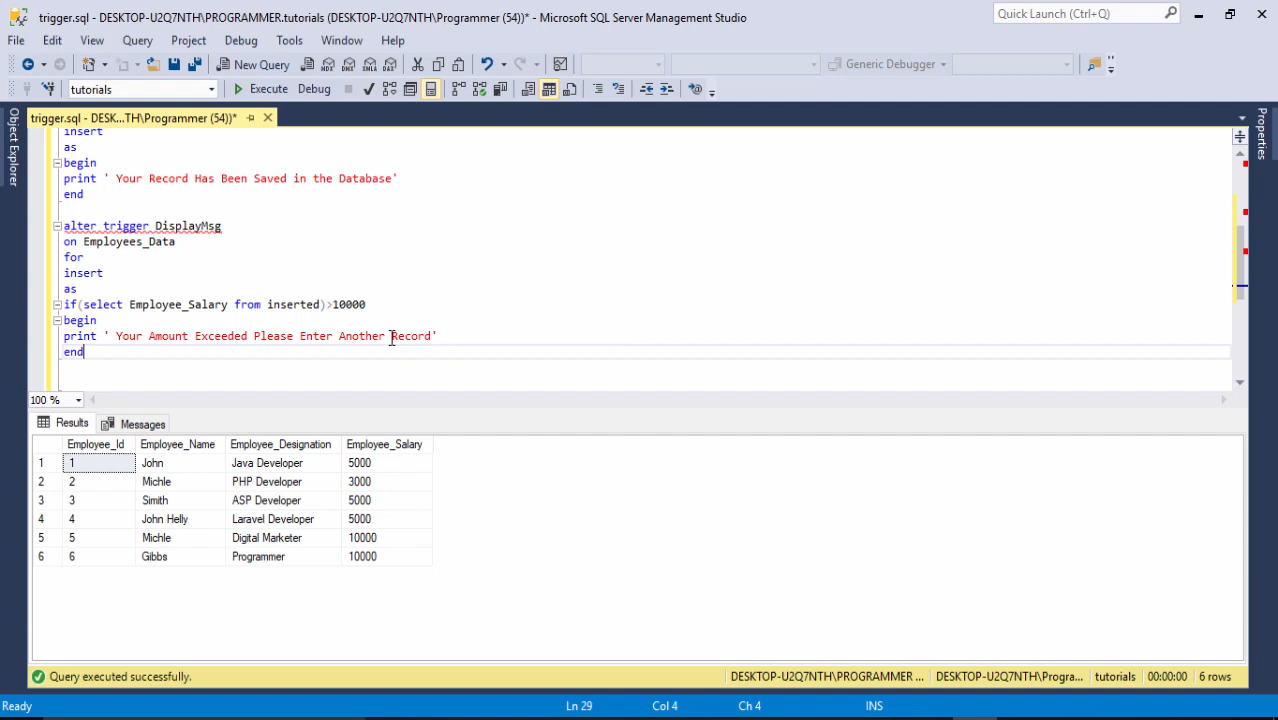 trigger.sql - DESKTOP-U2Q7NTH\PROGRAMMER.tutorials (DESKTOP-U2Q7NTH\Programmer (54))* - Microsoft SQL Server Management Studio
Quick Launch (Ctrl+Q)
File Edit View Query Project Debug Tools Window Help
New Query
Generic Debugger
tutorials
Execute Debug
trigger.sql - DESK...TH\Programmer (54))*
Object Explorer
Properties
insert
as
begin
print ' Your Record Has Been Saved in the Database'
end
alter trigger DisplayMsg
on Employees_Data
for
insert
as
if(select Employee_Salary from inserted)>10000
begin
print ' Your Amount Exceeded Please Enter Another Record'
end
100 %
Results Messages
Employee_Id Employee_Name Employee_Designation Employee_Salary
1 1 John Java Developer 5000
2 2 Michle PHP Developer 3000
3 3 Simith ASP Developer 5000
4 4 John Helly Laravel Developer 5000
5 5 Michle Digital Marketer 10000
6 6 Gibbs Programmer 10000
Query executed successfully.
DESKTOP-U2Q7NTH\PROGRAMMER ... DESKTOP-U2Q7NTH\Progra... tutorials 00:00:00 6 rows
Ready Ln 29 Col 4 Ch 4 INS